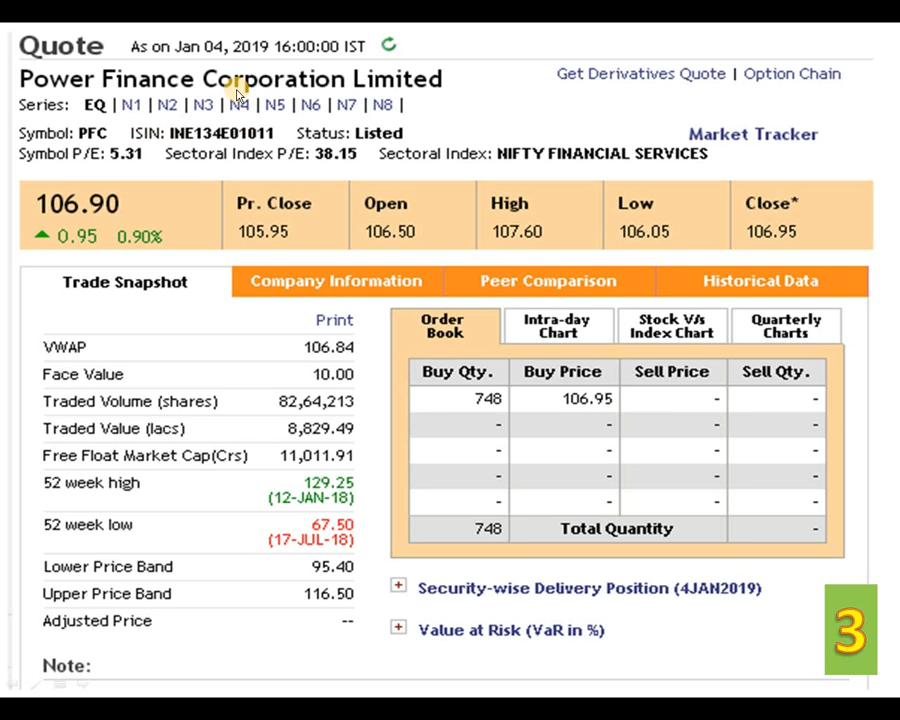 Quote As on Jan 04, 2019 16:00:00 IST
Power Finance Corporation Limited Get Derivatives Quote | Option Chain
Series: EQ | N1 | N2 | N3 | N4 | N5 | N6 | N7 | N8 |
Symbol: PFC ISIN: INE134E01011 Status: Listed Market Tracker
Symbol P/E: 5.31 Sectoral Index P/E: 38.15 Sectoral Index: NIFTY FINANCIAL SERVICES
106.90 Pr. Close Open High Low Close*
0.95 0.90% 105.95 106.50 107.60 106.05 106.95
Trade Snapshot Company Information Peer Comparison Historical Data
Print
VWAP 106.84
Face Value 10.00
Traded Volume (shares) 82,64,213
Traded Value (lacs) 8,829.49
Free Float Market Cap(Crs) 11,011.91
52 week high 129.25
(12-JAN-18)
52 week low 67.50
(17-JUL-18)
Lower Price Band 95.40
Upper Price Band 116.50
Adjusted Price --
Note:
Order Intra-day Stock V/s Quarterly
Book Chart Index Chart Charts
Buy Qty. Buy Price Sell Price Sell Qty.
748 106.95 - -
- - - -
- - - -
- - - -
- - - -
748 Total Quantity -
+ Security-wise Delivery Position (4JAN2019)
+ Value at Risk (VaR in %)
3